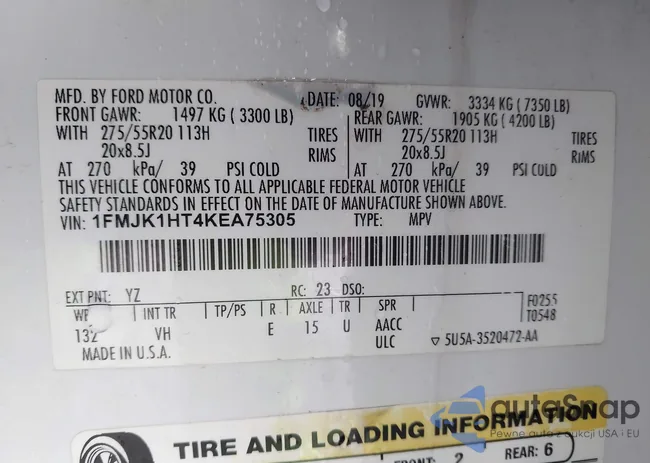 MFD. BY FORD MOTOR CO. DATE: 08/19 GVWR: 3334 KG ( 7350 LB)
FRONT GAWR: 1497 KG ( 3300 LB) REAR GAWR: 1905 KG ( 4200 LB)
WITH 275/55R20 113H TIRES WITH 275/55R20 113H TIRES
20x8.5J RIMS 20x8.5J RIMS
AT 270 kPa/ 39 PSI COLD AT 270 kPa/ 39 PSI COLD
THIS VEHICLE CONFORMS TO ALL APPLICABLE FEDERAL MOTOR VEHICLE
SAFETY STANDARDS IN EFFECT ON THE DATE OF MANUFACTURE SHOWN ABOVE.
VIN: 1FMJK1HT4KEA75305 TYPE: MPV
EXT PNT: YZ RC: 23 DSO: F0255
WB INT TR TP/PS R AXLE TR SPR T0548
132 VH E 15 U AACC
ULC ▽ 5U5A-3520472-AA
MADE IN U.S.A.
autoSnap
Pewne auto z aukcji USA i EU
TIRE AND LOADING INFORMATION
FRONT: 2 REAR: 6